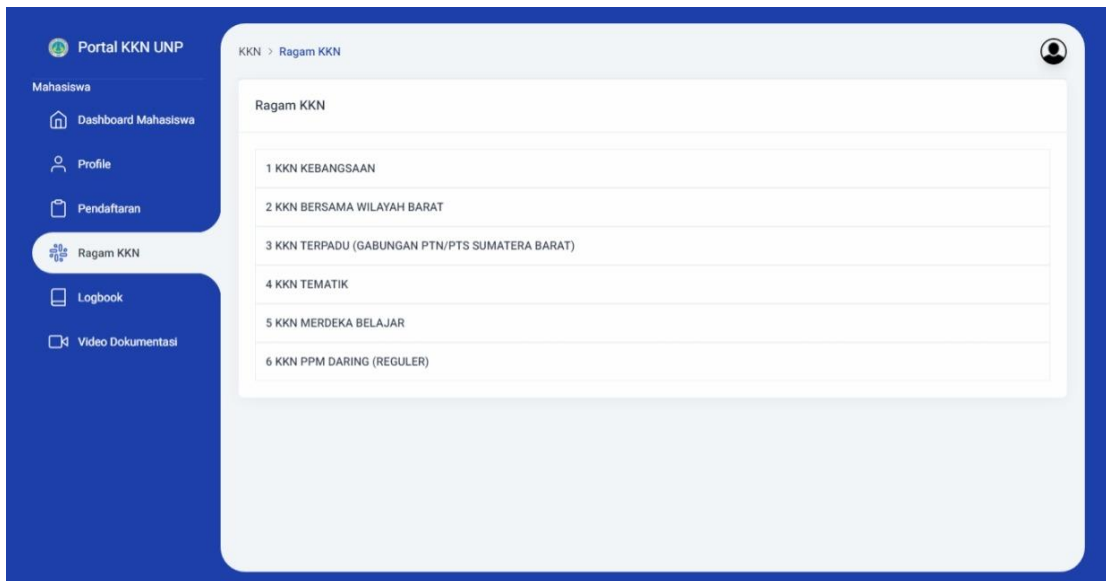 Portal KKN UNP
Mahasiswa
Dashboard Mahasiswa
Profile
Pendaftaran
Ragam KKN
Logbook
Video Dokumentasi
KKN > Ragam KKN
Ragam KKN
1 KKN KEBANGSAAN
2 KKN BERSAMA WILAYAH BARAT
3 KKN TERPADU (GABUNGAN PTN/PTS SUMATERA BARAT)
4 KKN TEMATIK
5 KKN MERDEKA BELAJAR
6 KKN PPM DARING (REGULER)